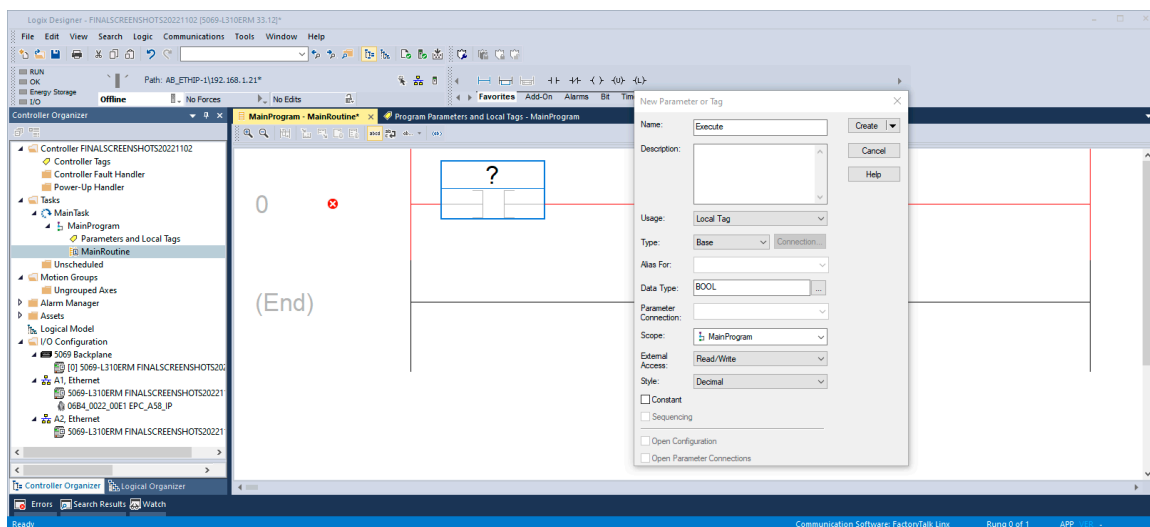 Logix Designer - FINALSCREENSHOTS20221102 [5069-L310ERM 33.12]*
File Edit View Search Logic Communications Tools Window Help
RUN
OK
Energy Storage
I/O
Path: AB_ETHIP-1\192.168.1.21*
Offline
No Forces
No Edits
Favorites Add-On Alarms Bit
Controller Organizer
MainProgram - MainRoutine*
Program Parameters and Local Tags - MainProgram
Controller FINALSCREENSHOTS20221102
Controller Tags
Controller Fault Handler
Power-Up Handler
Tasks
MainTask
MainProgram
Parameters and Local Tags
MainRoutine
Unscheduled
Motion Groups
Ungrouped Axes
Alarm Manager
Assets
Logical Model
I/O Configuration
5069 Backplane
[0] 5069-L310ERM FINALSCREENSHOTS202
A1, Ethernet
5069-L310ERM FINALSCREENSHOTS20221
06B4_0022_00E1 EPC_A58_IP
A2, Ethernet
5069-L310ERM FINALSCREENSHOTS20221
Controller Organizer
Logical Organizer
0
?
(End)
New Parameter or Tag
Name: Execute
Create
Description:
Cancel
Help
Usage: Local Tag
Type: Base
Connection...
Alias For:
Data Type: BOOL
...
Parameter
Connection:
Scope: MainProgram
External
Access:
Read/Write
Style: Decimal
Constant
Sequencing
Open Configuration
Open Parameter Connections
Errors
Search Results
Watch
Ready
Communication Software: FactoryTalk Linx
Rung 0 of 1
APP VER